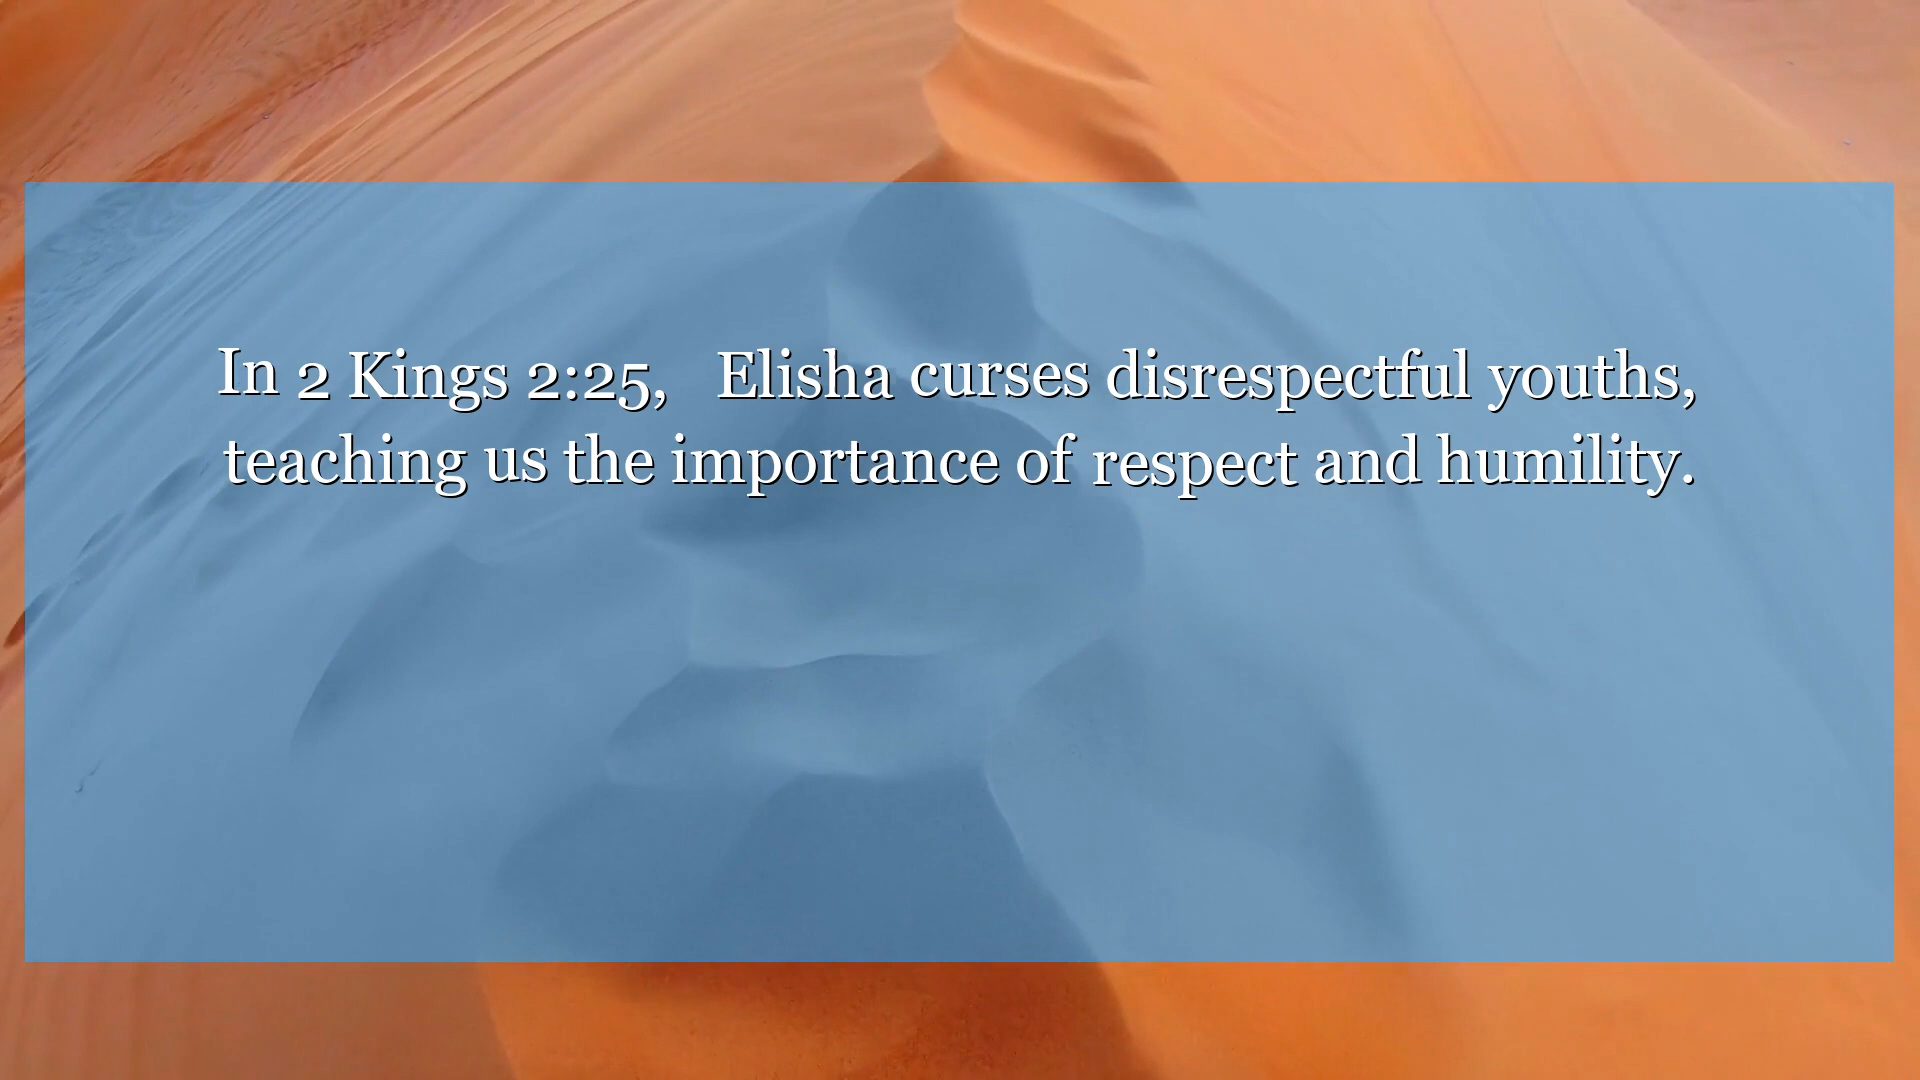 In 2 Kings 2:25, Elisha curses disrespectful youths,
teaching us the importance of respect and humility.